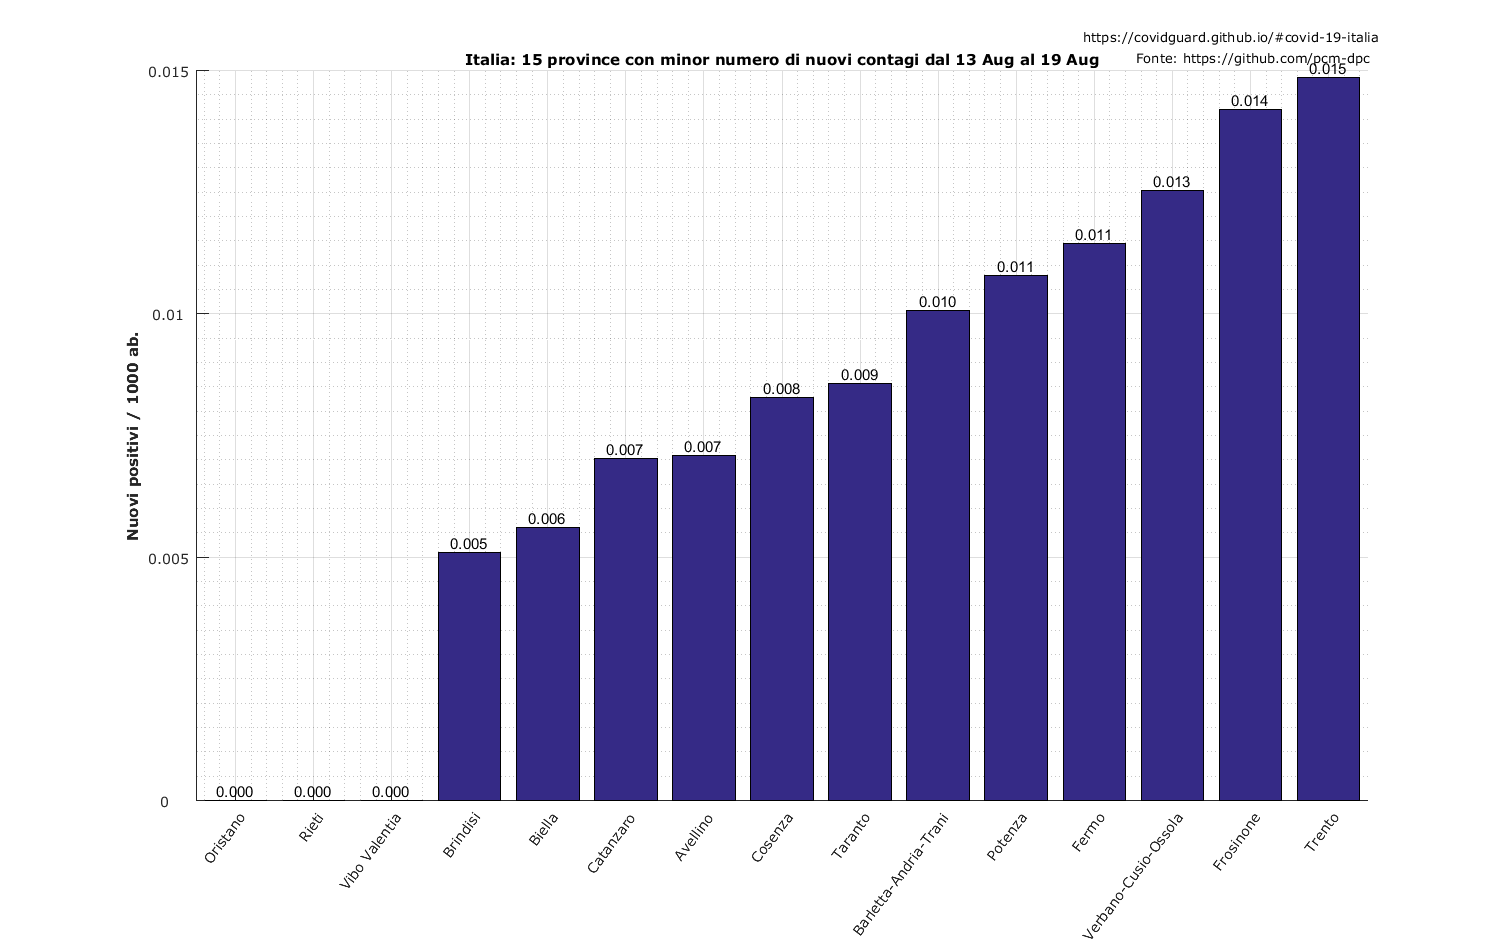 https://covidguard.github.io/#covid-19-italia
Italia: 15 province con minor numero di nuovi contagi dal 13 Aug al 19 Aug
Fonte: https://github.com/pcm-dpc
Nuovi positivi / 1000 ab.
0.015
0.01
0.005
0
0.000
0.000
0.000
0.005
0.006
0.007
0.007
0.008
0.009
0.010
0.011
0.011
0.013
0.014
0.015
Oristano
Rieti
Vibo Valentia
Brindisi
Biella
Catanzaro
Avellino
Cosenza
Taranto
Barletta-Andria-Trani
Potenza
Fermo
Verbano-Cusio-Ossola
Frosinone
Trento